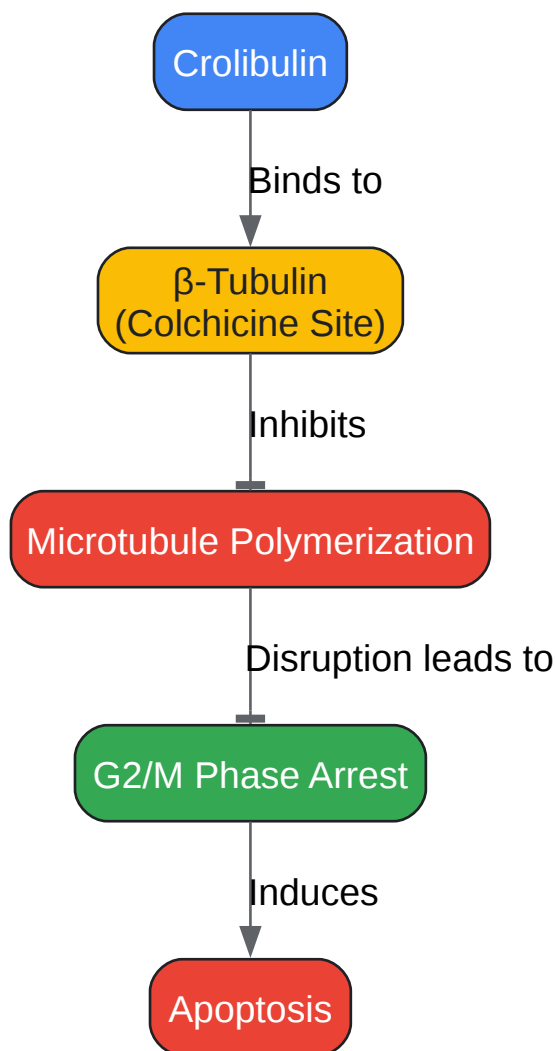 Crolibulin
Binds to
β-Tubulin
(Colchicine Site)
Inhibits
Microtubule Polymerization
Disruption leads to
G2/M Phase Arrest
Induces
Apoptosis